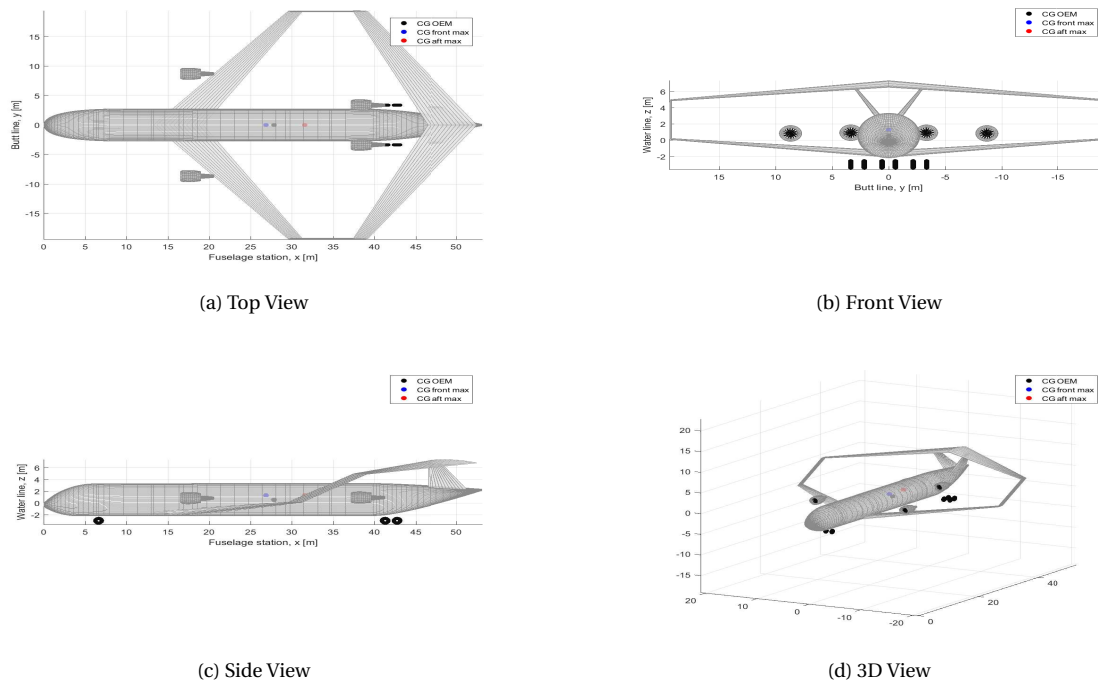 CG OEM
CG front max
CG aft max
Butt line, y [m]
15
10
5
0
-5
-10
-15
0 5 10 15 20 25 30 35 40 45 50
Fuselage station, x [m]
(a) Top View
CG OEM
CG front max
CG aft max
Water line, z [m]
6
4
2
0
-2
15 10 5 0 -5 -10 -15
Butt line, y [m]
(b) Front View
CG OEM
CG front max
CG aft max
Water line, z [m]
6
4
2
0
-2
0 5 10 15 20 25 30 35 40 45 50
Fuselage station, x [m]
(c) Side View
CG OEM
CG front max
CG aft max
20
15
10
5
0
-5
-10
-15
20 10 0 -10 -20
0 20 40
(d) 3D View